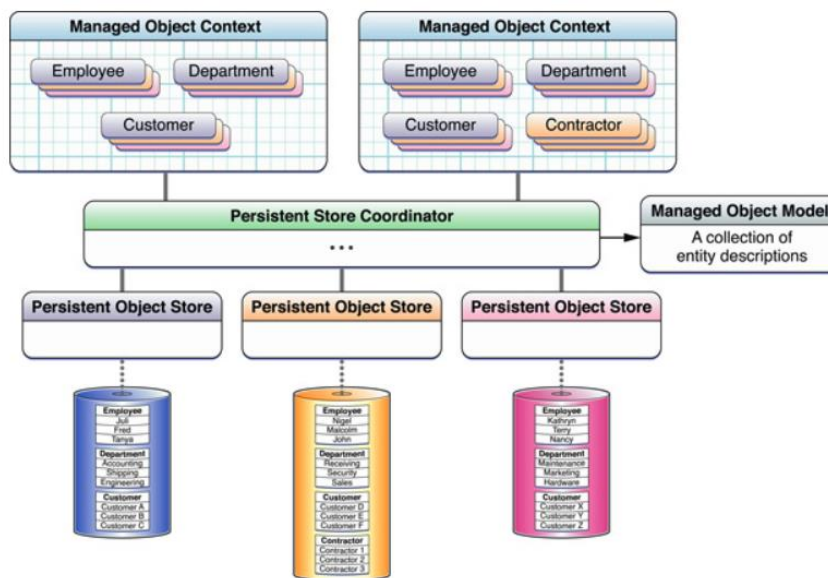 Managed Object Context
Employee
Department
Customer
Managed Object Context
Employee
Department
Customer
Contractor
Persistent Store Coordinator
...
Managed Object Model
A collection of
entity descriptions
Persistent Object Store
Persistent Object Store
Persistent Object Store
Employee
Juli
Fred
Tanya
Department
Accounting
Shipping
Engineering
Customer
Customer A
Customer B
Customer C
Employee
Nigel
Malcolm
John
Department
Receiving
Security
Sales
Customer
Customer D
Customer E
Customer F
Contractor
Contractor 1
Contractor 2
Contractor 3
Employee
Kathryn
Terry
Nancy
Department
Maintenance
Marketing
Hardware
Customer
Customer X
Customer Y
Customer Z